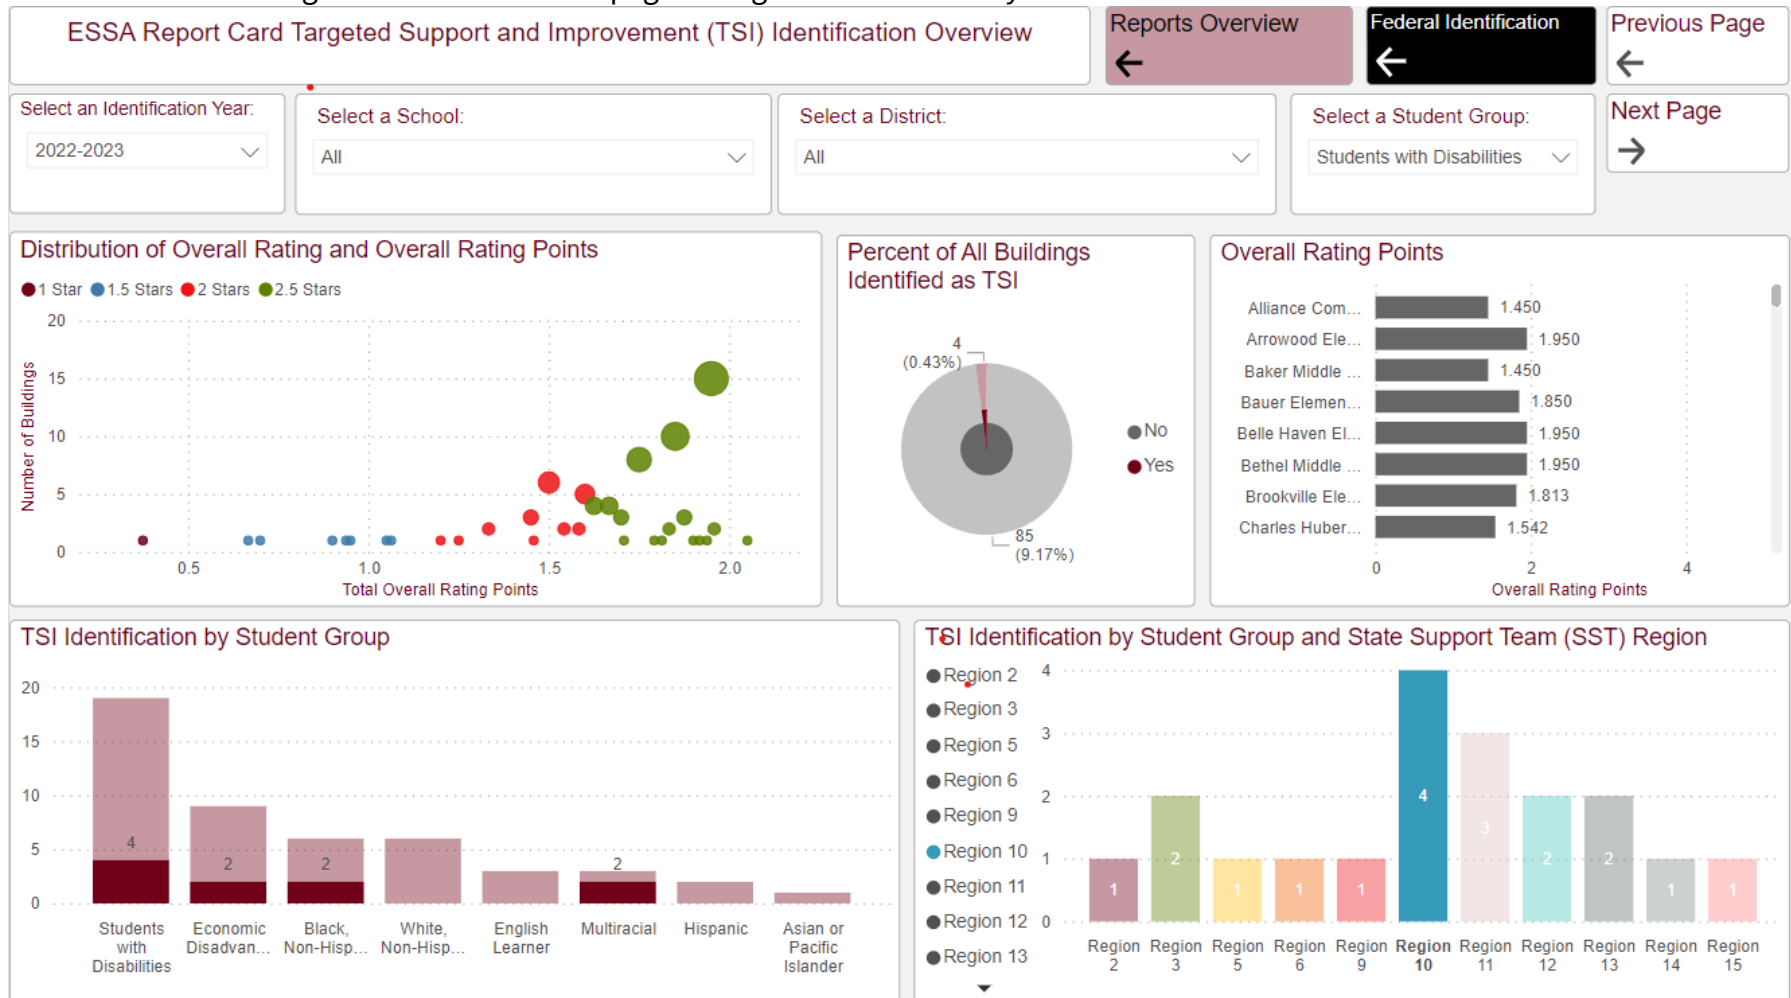 ESSA Report Card Targeted Support and Improvement (TSI) Identification Overview
Reports Overview
Federal Identification
Previous Page
Select an Identification Year:
2022-2023
Select a School:
All
Select a District:
All
Select a Student Group:
Students with Disabilities
Next Page
Distribution of Overall Rating and Overall Rating Points
1 Star 1.5 Stars 2 Stars 2.5 Stars
Number of Buildings
20
15
10
5
0
0.5 1.0 1.5 2.0
Total Overall Rating Points
Percent of All Buildings
Identified as TSI
4
(0.43%)
No
Yes
85
(9.17%)
Overall Rating Points
Alliance Com... 1.450
Arrowood Ele... 1.950
Baker Middle ... 1.450
Bauer Elemen... 1.850
Belle Haven El... 1.950
Bethel Middle ... 1.950
Brookville Ele... 1.813
Charles Huber... 1.542
0 2 4
Overall Rating Points
TSI Identification by Student Group
20
15
10
5
0
4
2
2
2
Students
with
Disabilities
Economic
Disadvan...
Black,
Non-Hisp...
White,
Non-Hisp...
English
Learner
Multiracial
Hispanic
Asian or
Pacific
Islander
TSI Identification by Student Group and State Support Team (SST) Region
Region 2
Region 3
Region 5
Region 6
Region 9
Region 10
Region 11
Region 12
Region 13
4
3
2
1
0
1 2 1 1 1 4 3 2 2 1 1
Region Region Region Region Region Region Region Region Region Region Region
2 3 5 6 9 10 11 12 13 14 15